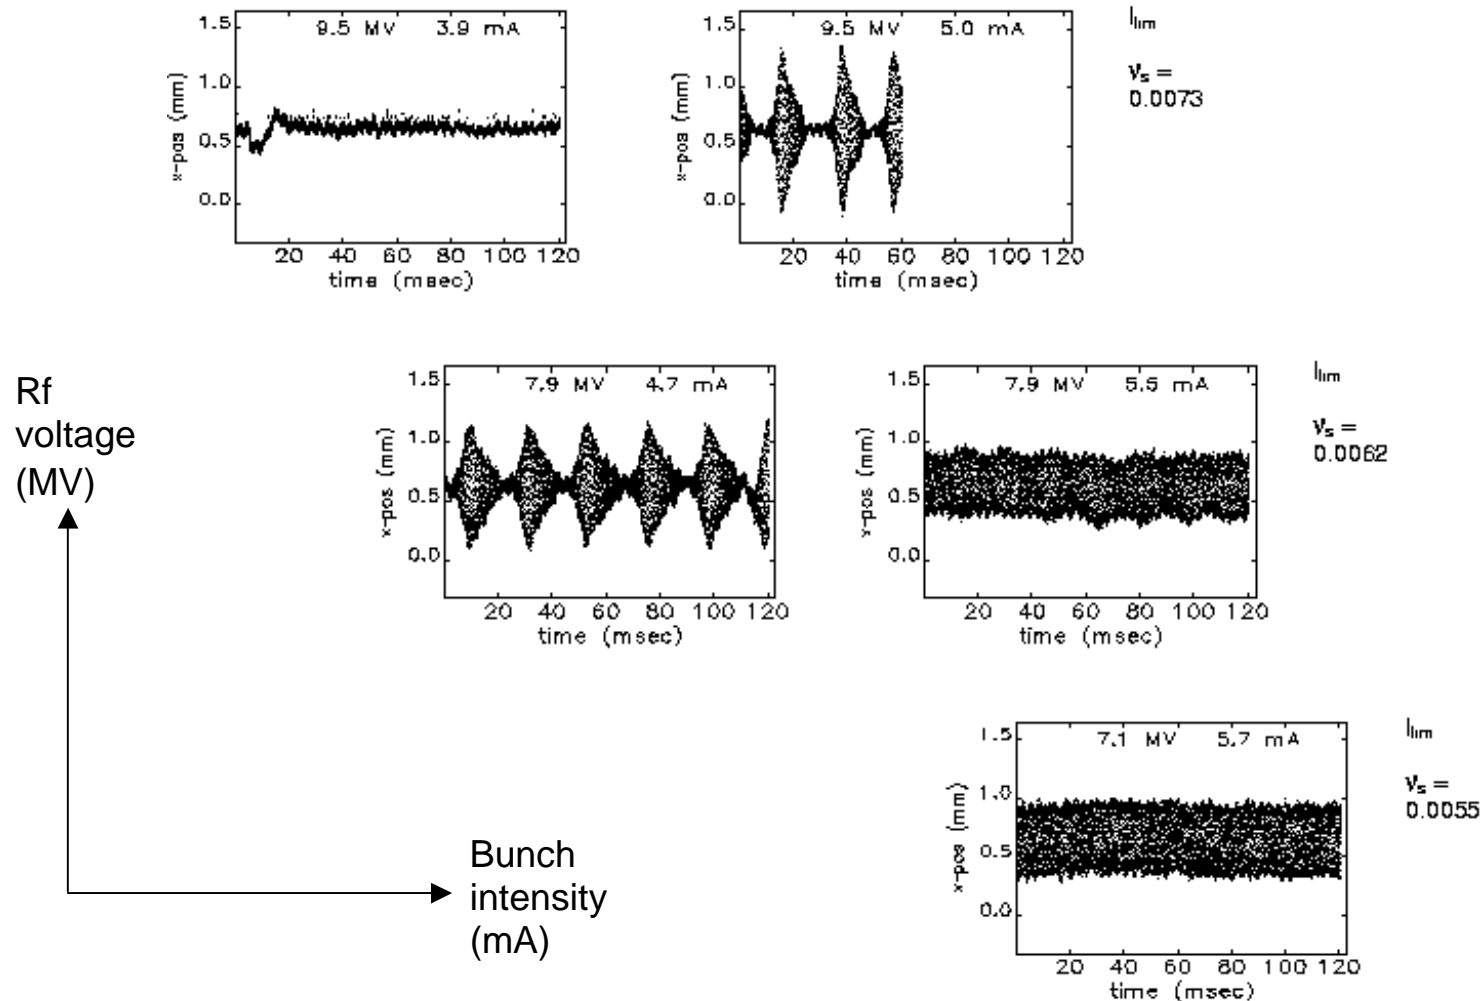 1.5
9.5 MV 3.9 mA
1.0
0.5
0.0
x-pos (mm)
20 40 60 80 100 120
time (msec)
1.5
9.5 MV 5.0 mA
1.0
0.5
0.0
x-pos (mm)
20 40 60 80 100 120
time (msec)
Ilim
νs =
0.0073
Rf
voltage
(MV)
1.5
7.9 MV 4.7 mA
1.0
0.5
0.0
x-pos (mm)
20 40 60 80 100 120
time (msec)
1.5
7.9 MV 5.5 mA
1.0
0.5
0.0
x-pos (mm)
20 40 60 80 100 120
time (msec)
Ilim
νs =
0.0062
Bunch
intensity
(mA)
1.5
7.1 MV 5.7 mA
1.0
0.5
0.0
x-pos (mm)
20 40 60 80 100 120
time (msec)
Ilim
νs =
0.0055